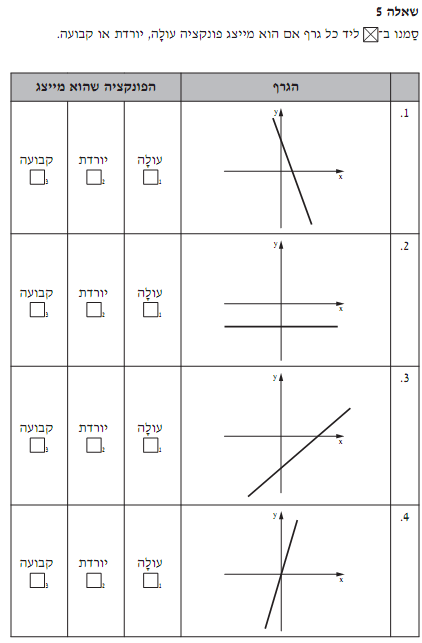 שאלה 5
סַמנו ב-☒ ליד כל גרף אם הוא מייצג פונקציה עולָה, יורדת או קבועה.
הגרף הפונקציה שהוא מייצג
.1
y
x
עולָה יורדת קבועה
1 2 3
.2
y
x
עולָה יורדת קבועה
1 2 3
.3
y
x
עולָה יורדת קבועה
1 2 3
.4
y
x
עולָה יורדת קבועה
1 2 3